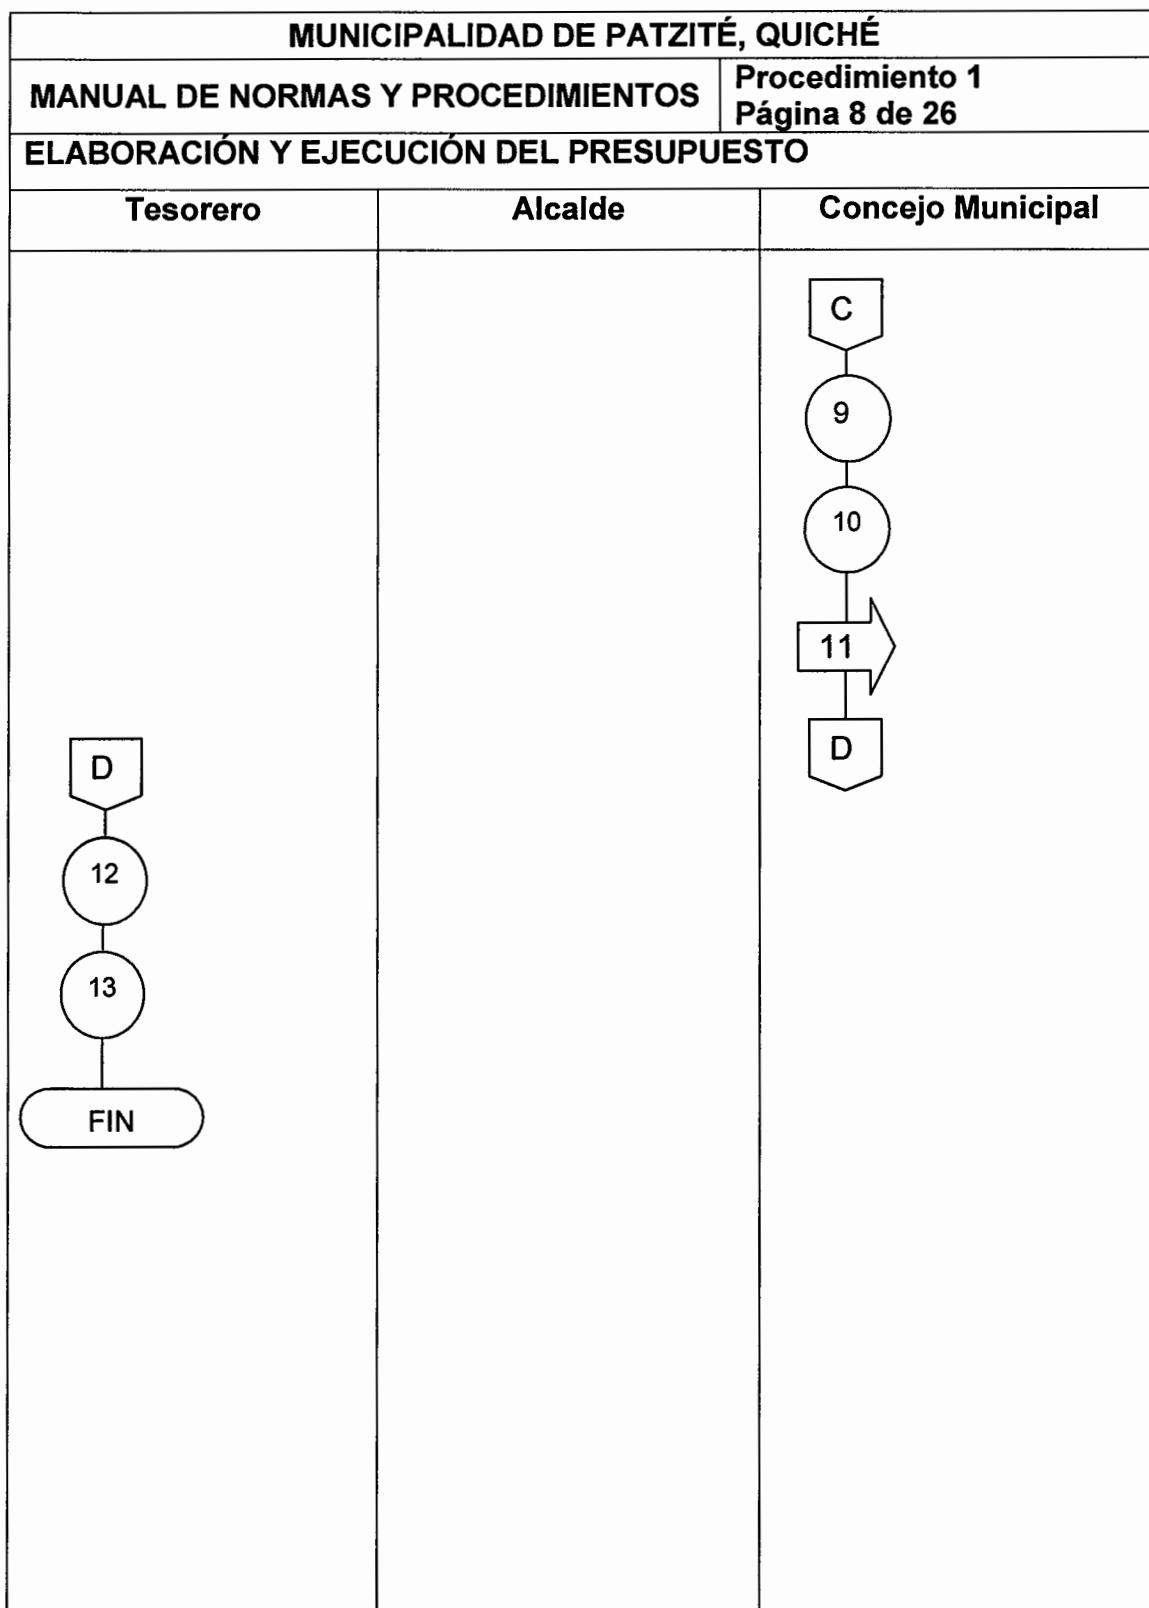 MUNICIPALIDAD DE PATZITÉ, QUICHÉ
MANUAL DE NORMAS Y PROCEDIMIENTOS
Procedimiento 1
Página 8 de 26
ELABORACIÓN Y EJECUCIÓN DEL PRESUPUESTO
Tesorero
Alcalde
Concejo Municipal
C
9
10
11
D
D
12
13
FIN